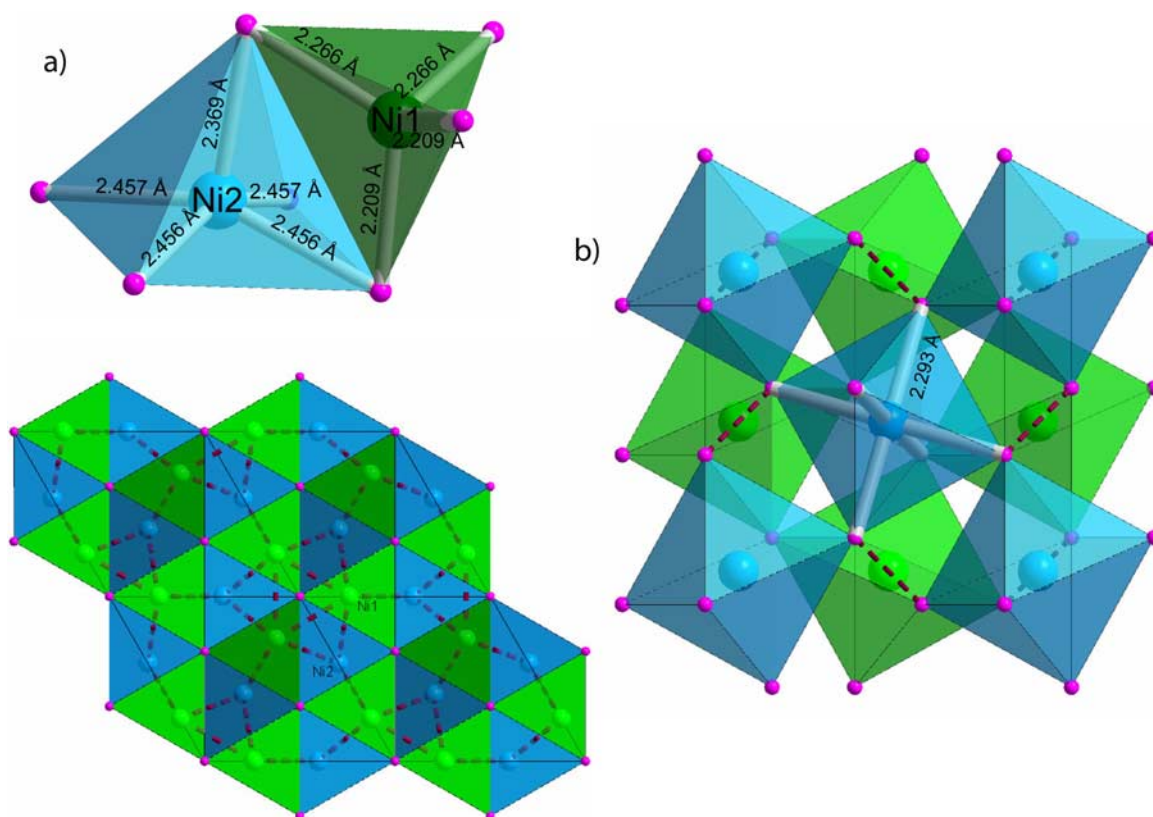 a)
2.266 Å
2.266 Å
2.369 Å
Ni1
2.209 Å
2.457 Å
Ni2
2.457 Å
2.209 Å
2.456 Å
2.456 Å
b)
2.293 Å
Ni1
Ni2